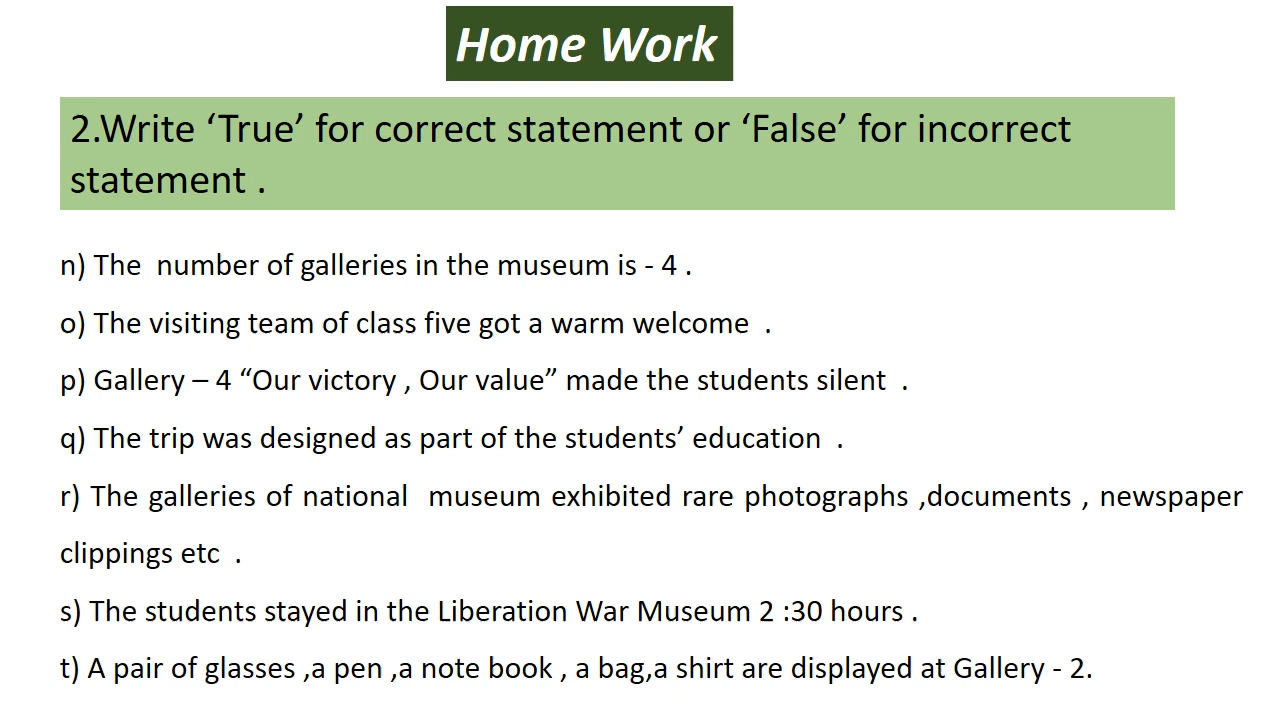 Home Work
2.Write ‘True’ for correct statement or ‘False’ for incorrect
statement .
n) The number of galleries in the museum is - 4 .
o) The visiting team of class five got a warm welcome .
p) Gallery – 4 “Our victory , Our value” made the students silent .
q) The trip was designed as part of the students’ education .
r) The galleries of national museum exhibited rare photographs ,documents , newspaper
clippings etc .
s) The students stayed in the Liberation War Museum 2 :30 hours .
t) A pair of glasses ,a pen ,a note book , a bag,a shirt are displayed at Gallery - 2.